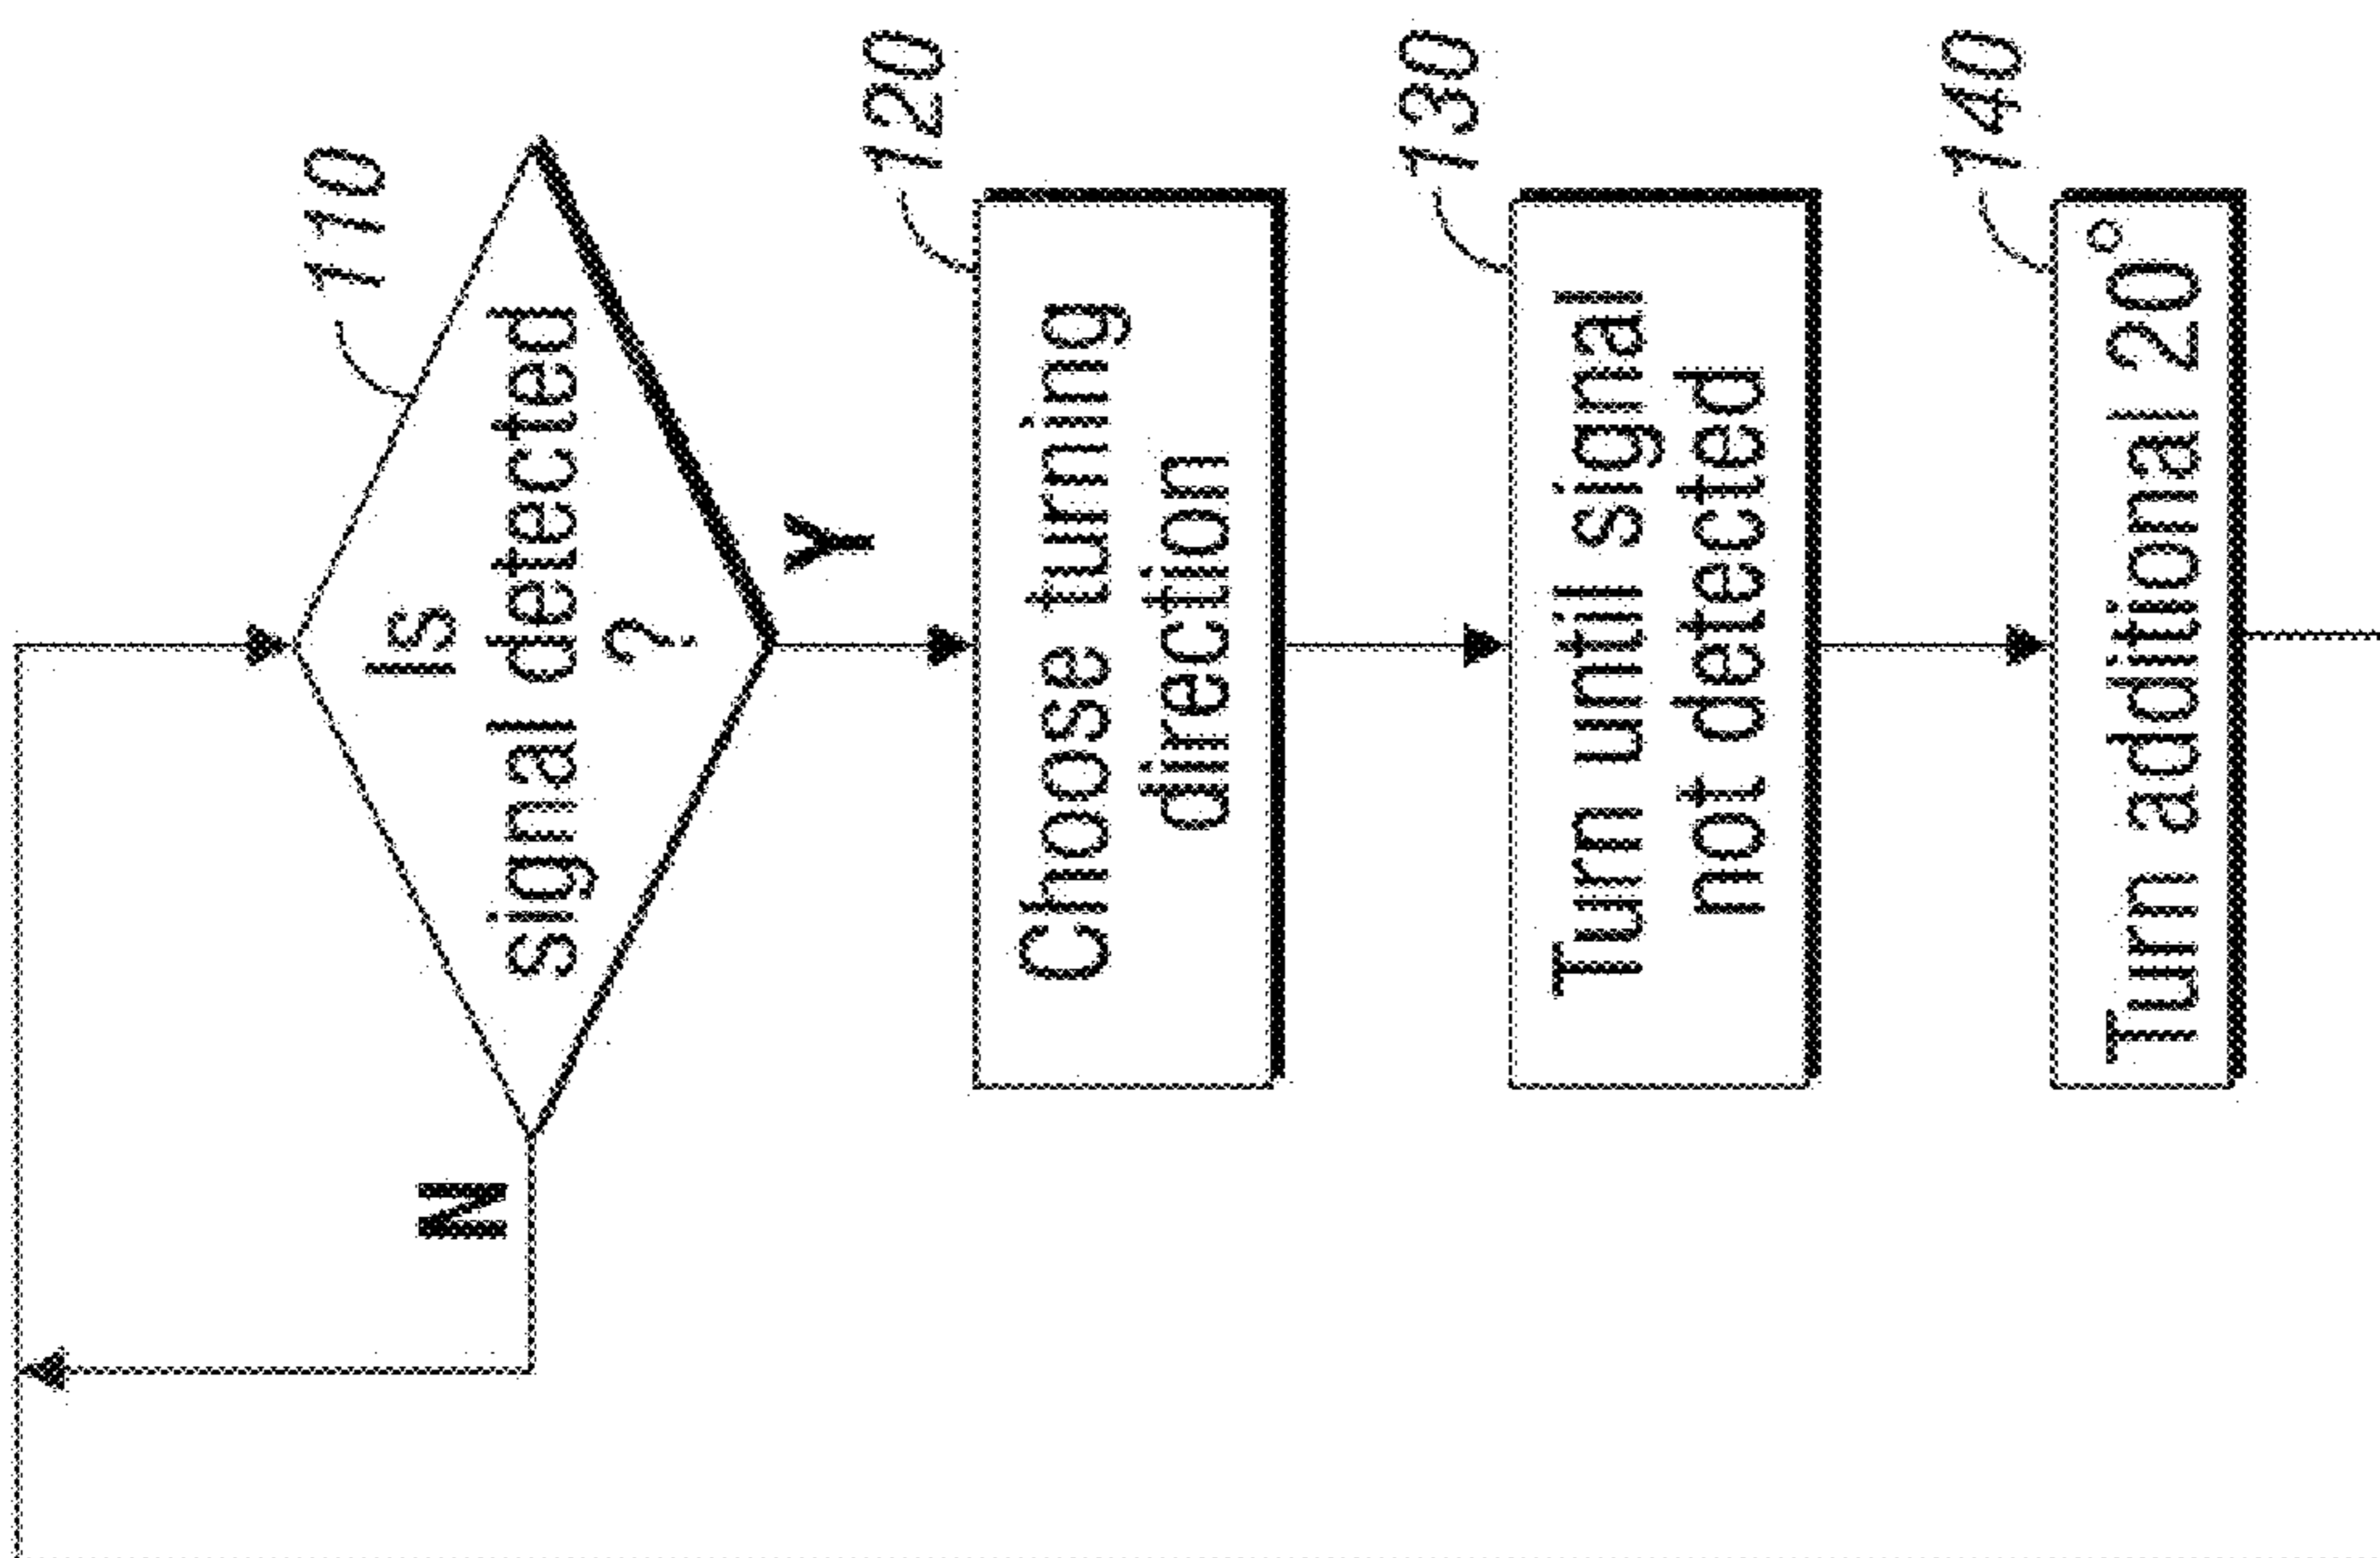 110
Is
signal detected
?
N
Y
120
Choose turning
direction
130
Turn until signal
not detected
140
Turn additional 20°